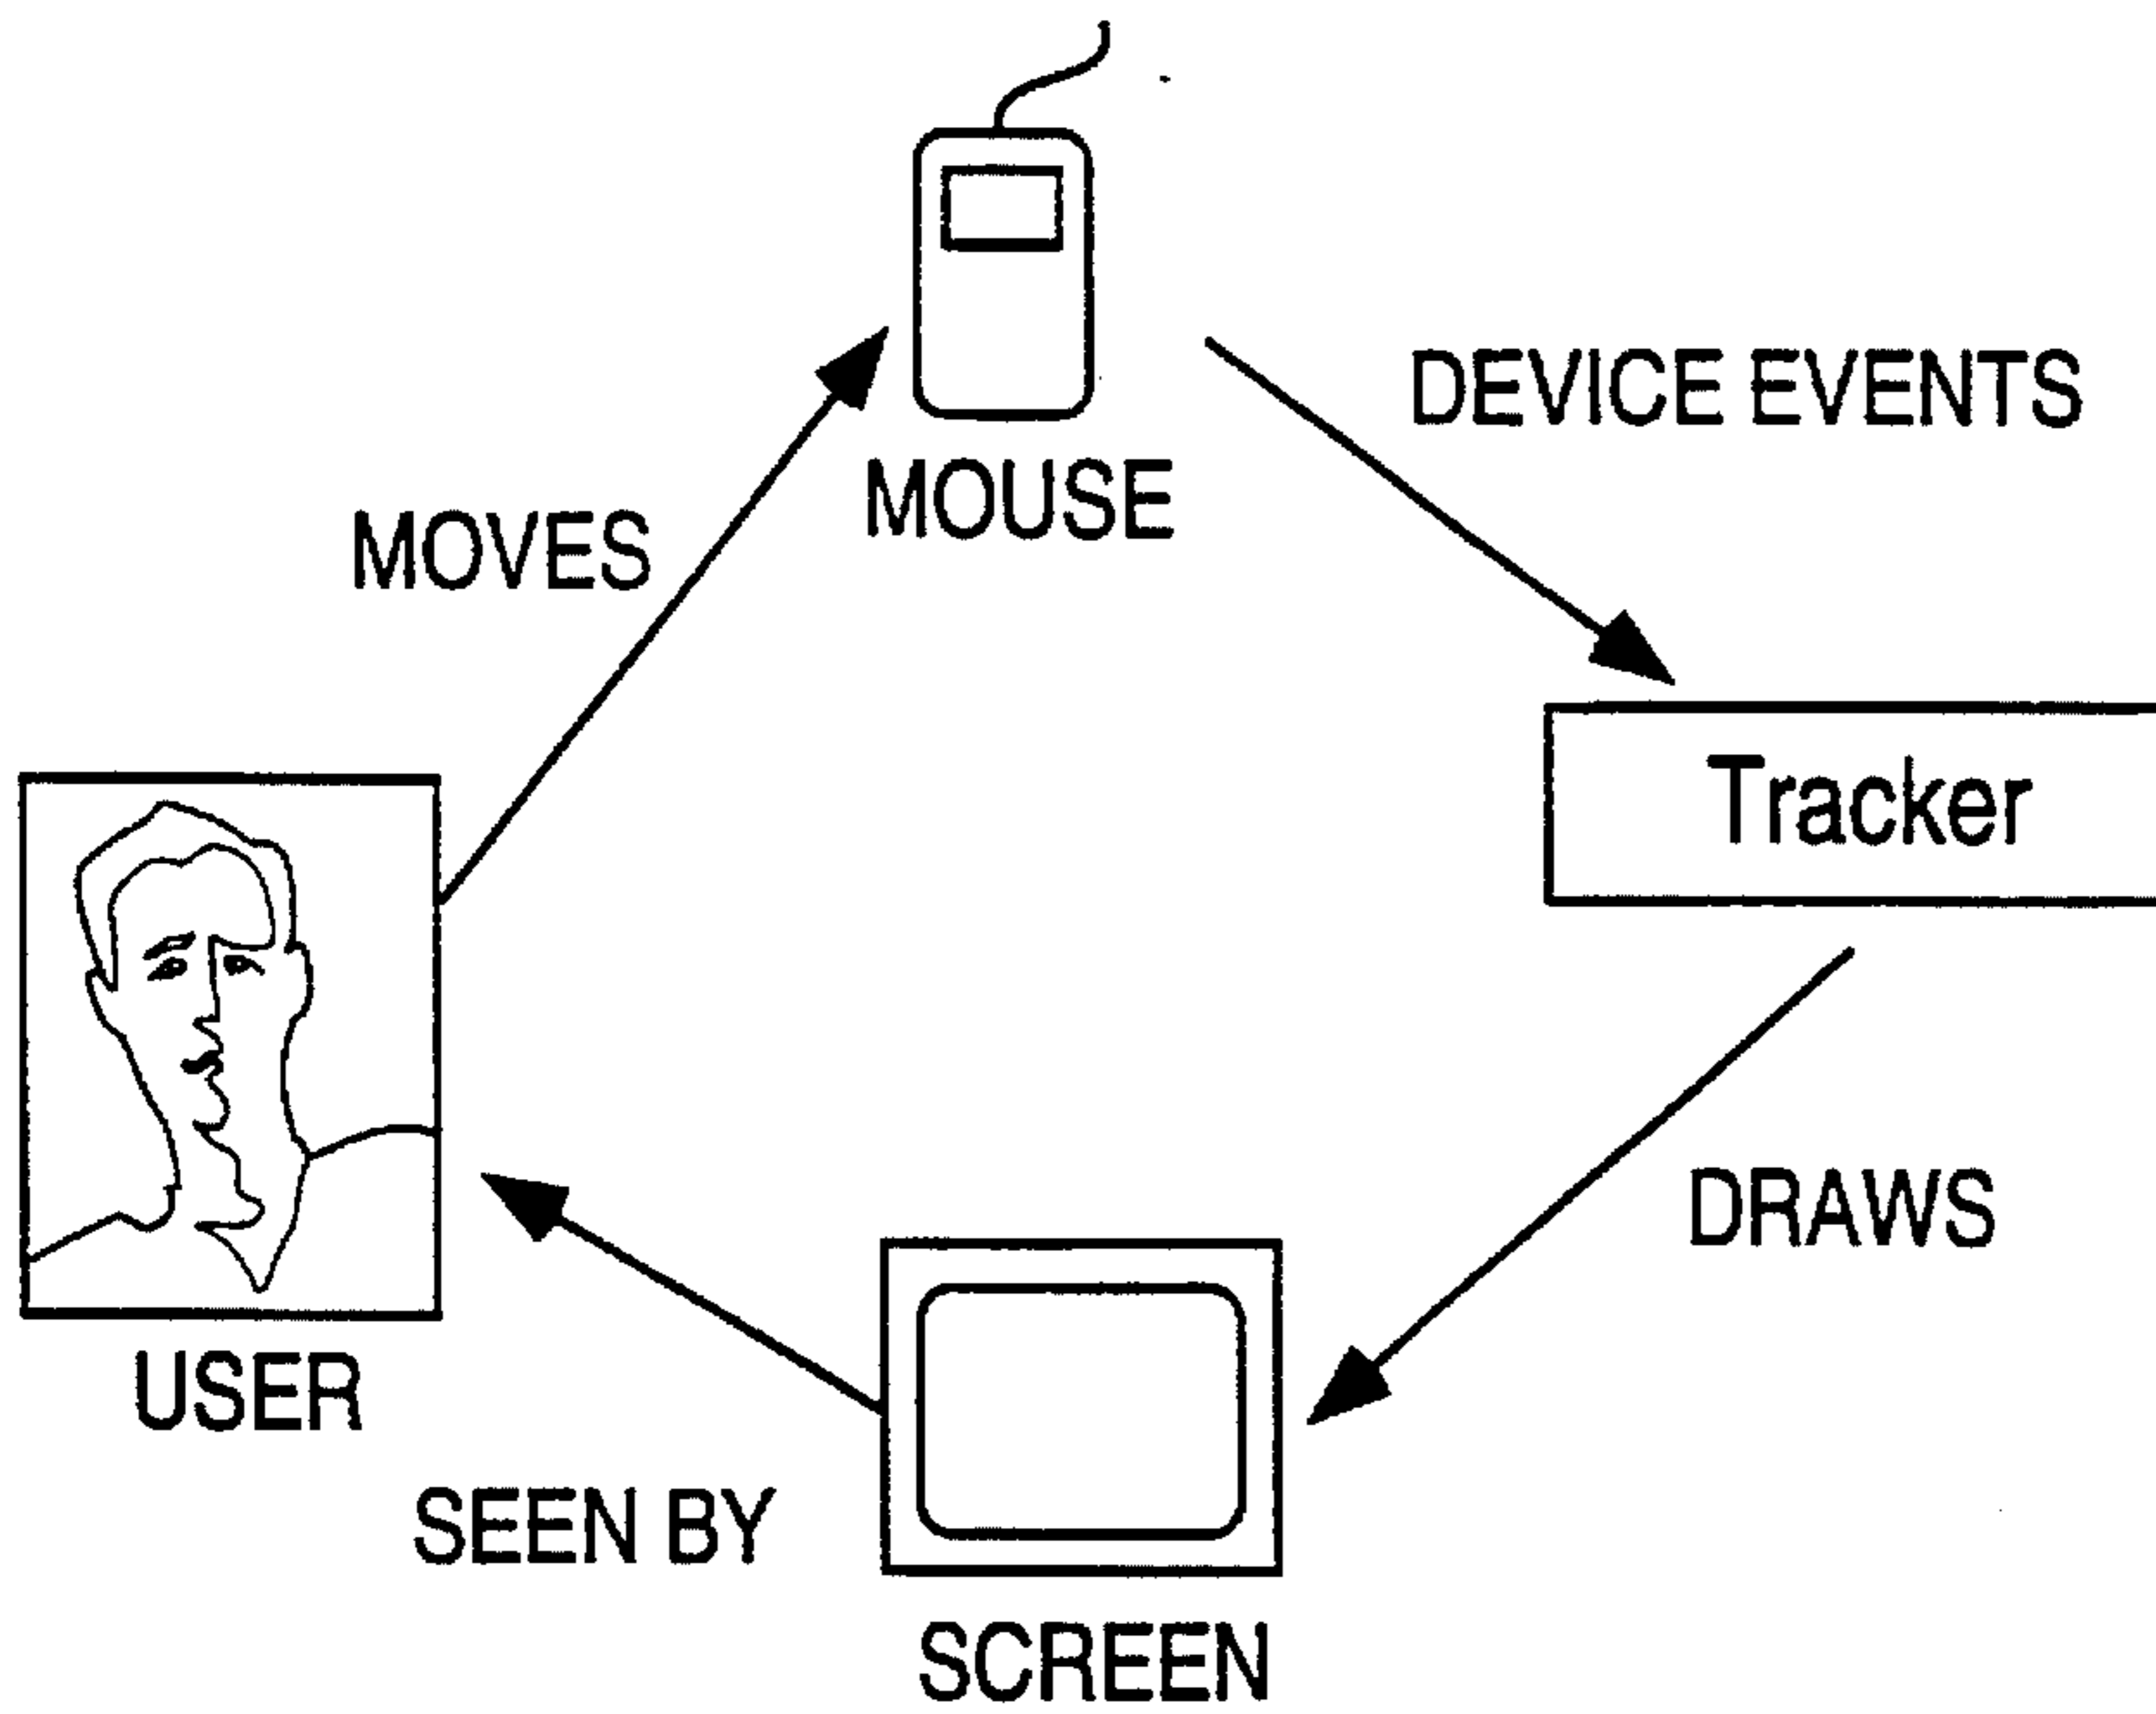 DEVICE EVENTS
MOUSE
MOVES
Tracker
DRAWS
USER
SEEN BY
SCREEN